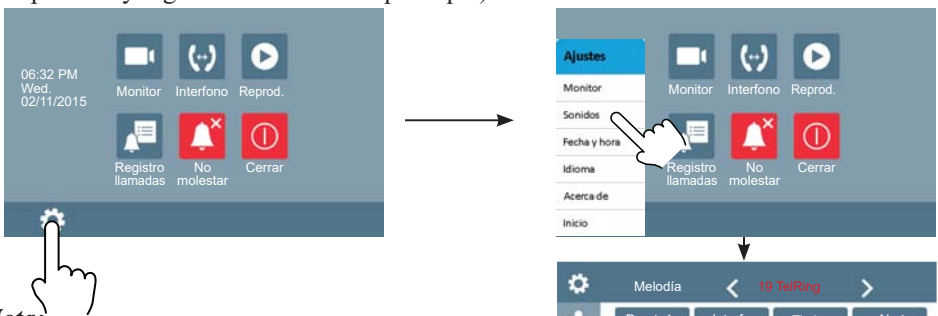 06:32 PM
Wed.
02/11/2015
Monitor Interfono Reprod.
Registro llamadas No molestar Cerrar
Ajustes
Monitor
Sonidos
Fecha y hora
Idioma
Acerca de
Inicio
Monitor Interfono Reprod.
Registro llamadas No molestar Cerrar
Melodía 19 TelRing